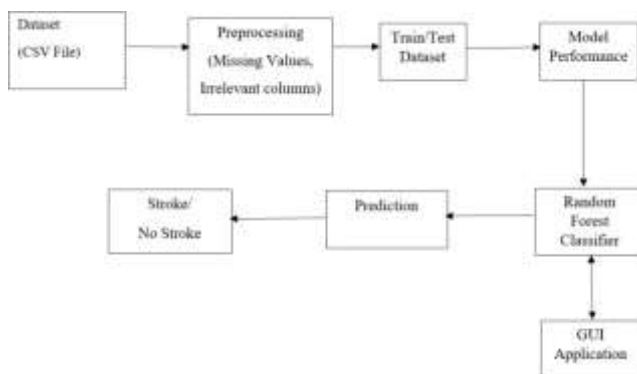 Dataset
(CSV File)
Preprocessing
(Missing Values,
Irrelevant columns)
Train/Test
Dataset
Model
Performance
Stroke/
No Stroke
Prediction
Random
Forest
Classifier
GUI
Application